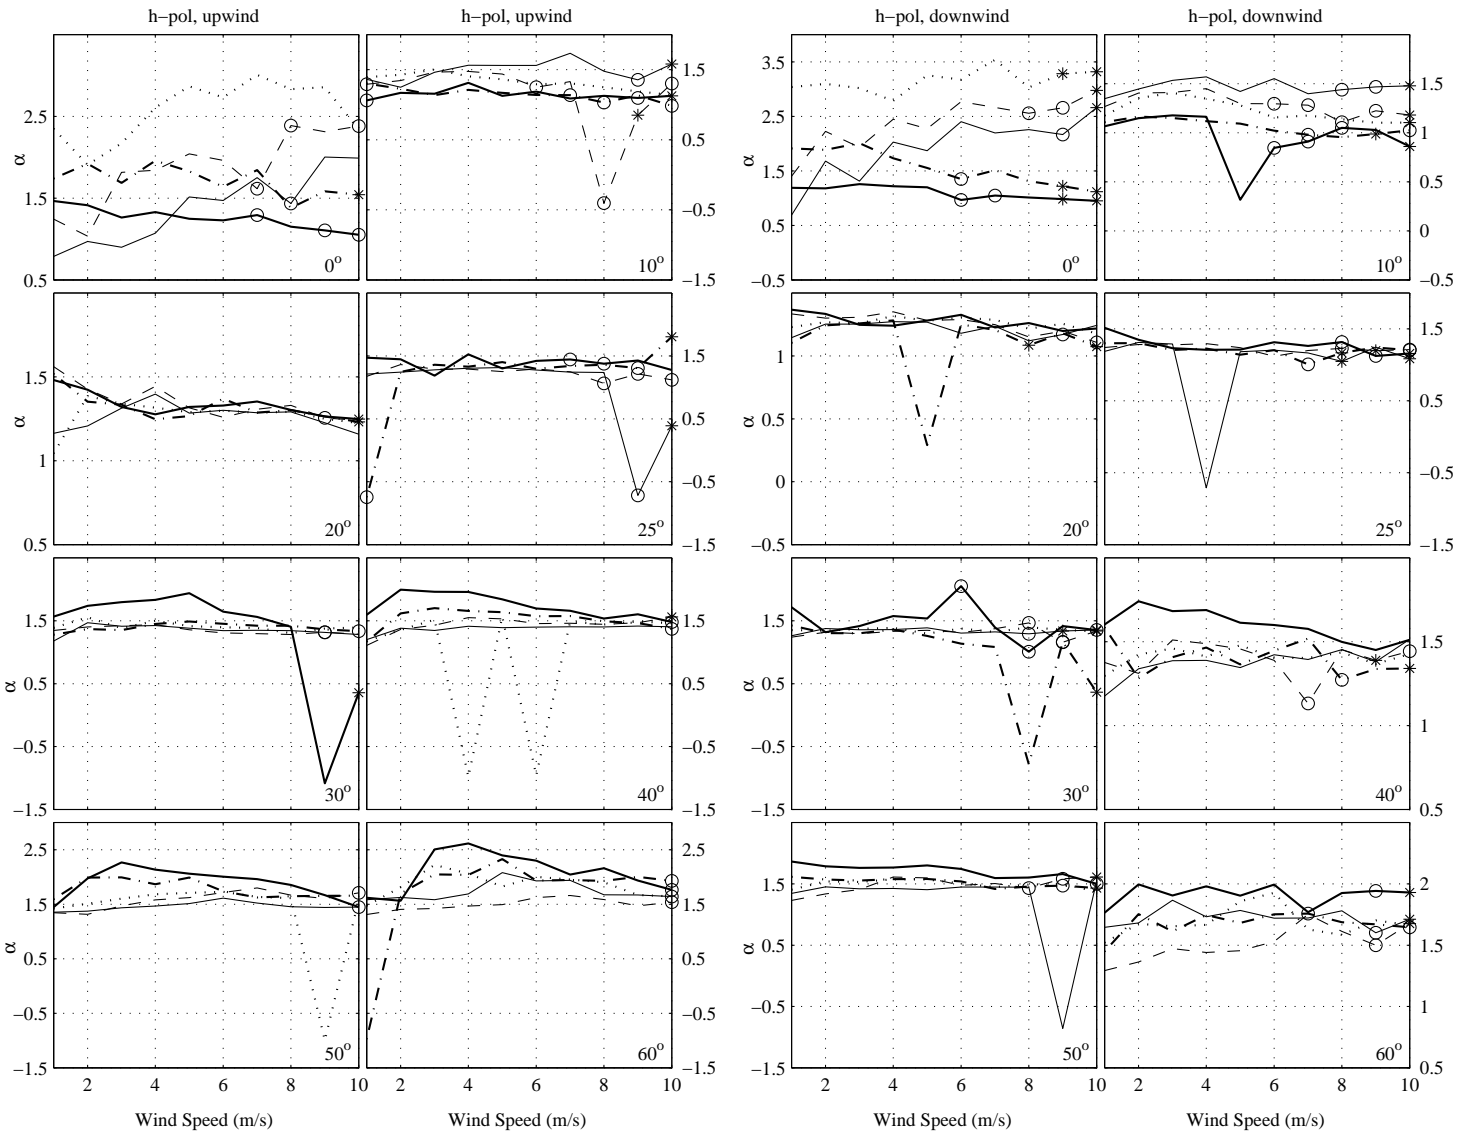 h−pol, upwind h−pol, upwind h−pol, downwind h−pol, downwind
3.5
1.5 1.5
2.5
2.5 1
0.5
α α
1.5 0.5
1.5
−0.5
0.5 0
0.5 0° −1.5 10° −0.5 0° −0.5 10°
1.5 1.5
1.5
1
0.5 0.5
α α
0.5
1
−0.5 0 −0.5
0.5 20° −1.5 25° −0.5 20° −1.5 25°
1.5 1.5 1.5
α 0.5 α 0.5
1
−0.5 −0.5
−1.5 30° 40° −1.5 30° 0.5 40°
2.5 2.5
1.5 1.5 1.5 2
α 0.5 0.5 α 0.5 1.5
−0.5 −0.5 −0.5 1
−1.5 50° −1.5 60° −1.5 50° 0.5 60°
2 4 6 8 10 2 4 6 8 10 2 4 6 8 10 2 4 6 8 10
Wind Speed (m/s) Wind Speed (m/s) Wind Speed (m/s) Wind Speed (m/s)